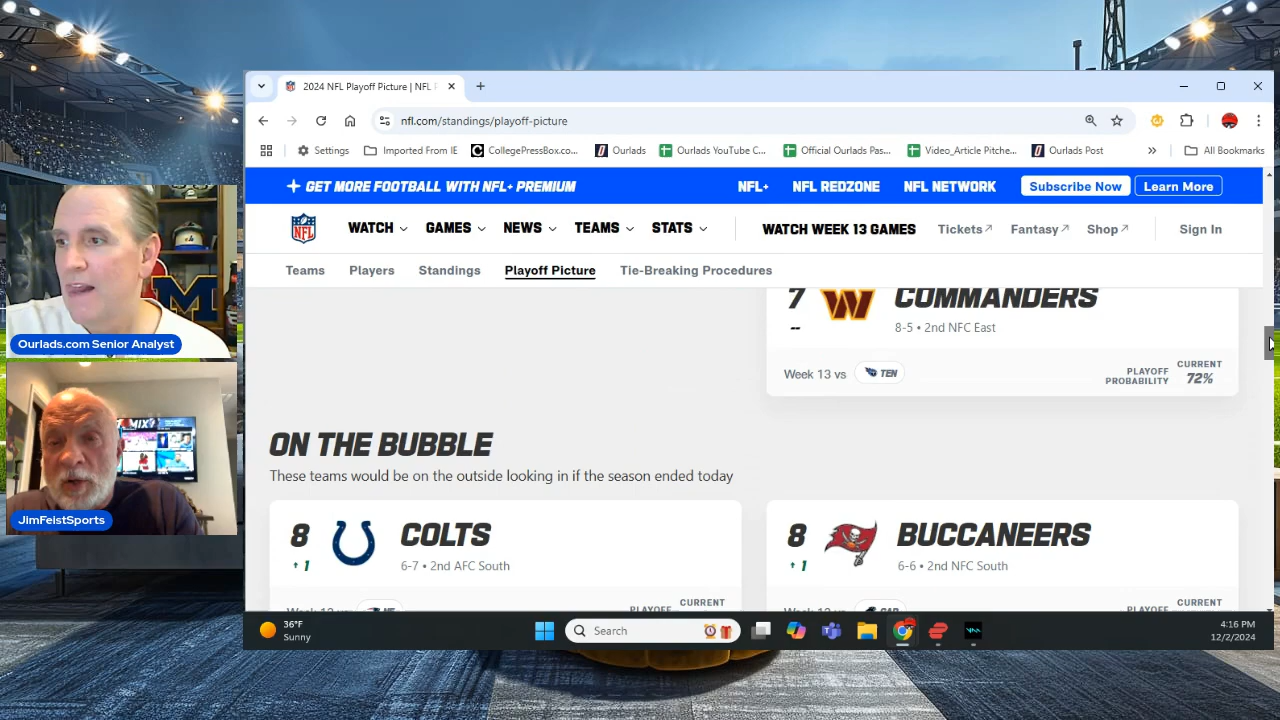 2024 NFL Playoff Picture | NFL
nfl.com/standings/playoff-picture
Settings
Imported From IE
CollegePressBox.co...
Ourlads
Ourlads YouTube C...
Official Ourlads Pas...
Video_Article Pitche...
Ourlads Post
All Bookmarks
GET MORE FOOTBALL WITH NFL+ PREMIUM
NFL+
NFL REDZONE
NFL NETWORK
Subscribe Now
Learn More
NFL
WATCH
GAMES
NEWS
TEAMS
STATS
WATCH WEEK 13 GAMES
Tickets
Fantasy
Shop
Sign In
Teams
Players
Standings
Playoff Picture
Tie-Breaking Procedures
7
--
COMMANDERS
8-5 • 2nd NFC East
Week 13 vs
TEN
PLAYOFF
PROBABILITY
CURRENT
72%
ON THE BUBBLE
These teams would be on the outside looking in if the season ended today
8
1
COLTS
6-7 • 2nd AFC South
PLAYOFF
CURRENT
8
1
BUCCANEERS
6-6 • 2nd NFC South
PLAYOFF
CURRENT
Ourlads.com Senior Analyst
JimFeistSports
36°F
Sunny
Search
4:16 PM
12/2/2024